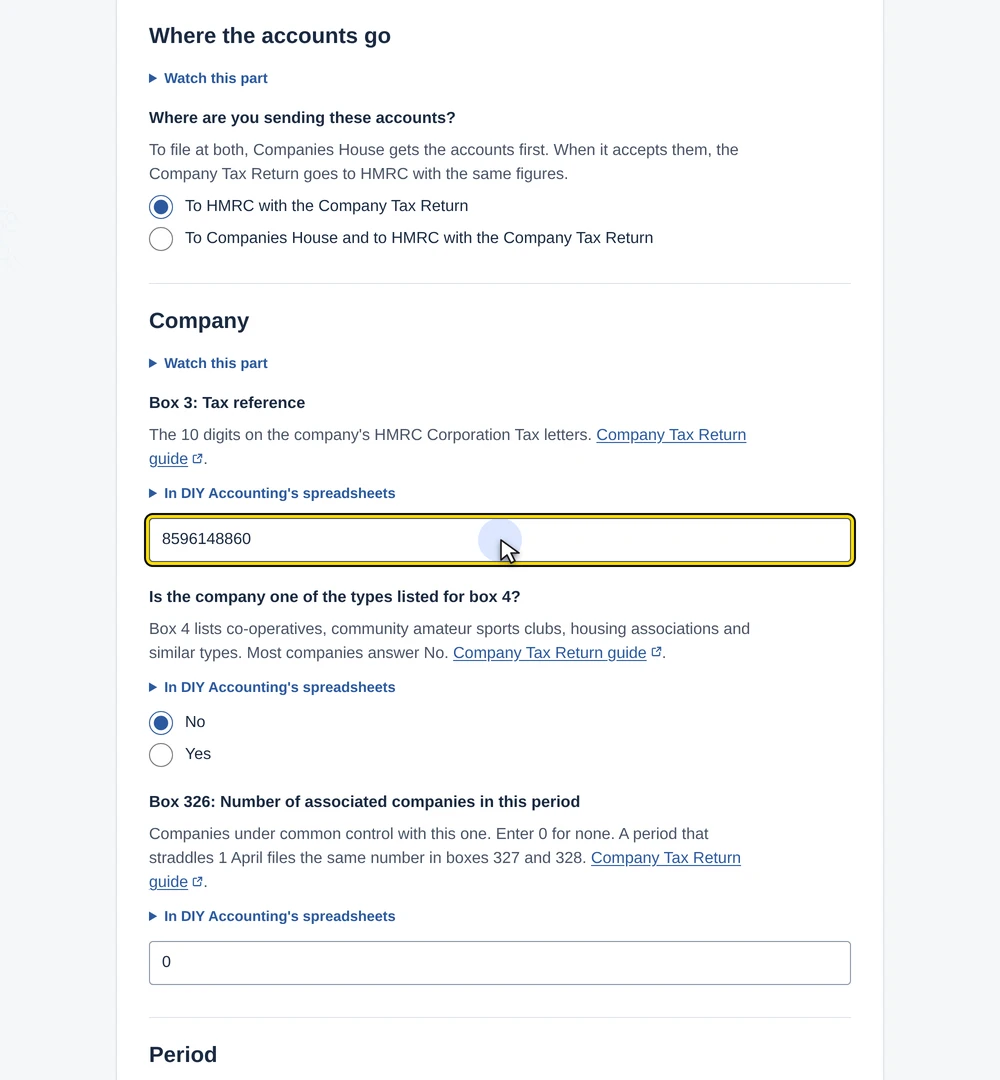 Where the accounts go
Watch this part
Where are you sending these accounts?
To file at both, Companies House gets the accounts first. When it accepts them, the
Company Tax Return goes to HMRC with the same figures.
To HMRC with the Company Tax Return
To Companies House and to HMRC with the Company Tax Return
Company
Watch this part
Box 3: Tax reference
The 10 digits on the company's HMRC Corporation Tax letters. Company Tax Return
guide.
In DIY Accounting's spreadsheets
8596148860
Is the company one of the types listed for box 4?
Box 4 lists co-operatives, community amateur sports clubs, housing associations and
similar types. Most companies answer No. Company Tax Return guide.
In DIY Accounting's spreadsheets
No
Yes
Box 326: Number of associated companies in this period
Companies under common control with this one. Enter 0 for none. A period that
straddles 1 April files the same number in boxes 327 and 328. Company Tax Return
guide.
In DIY Accounting's spreadsheets
0
Period